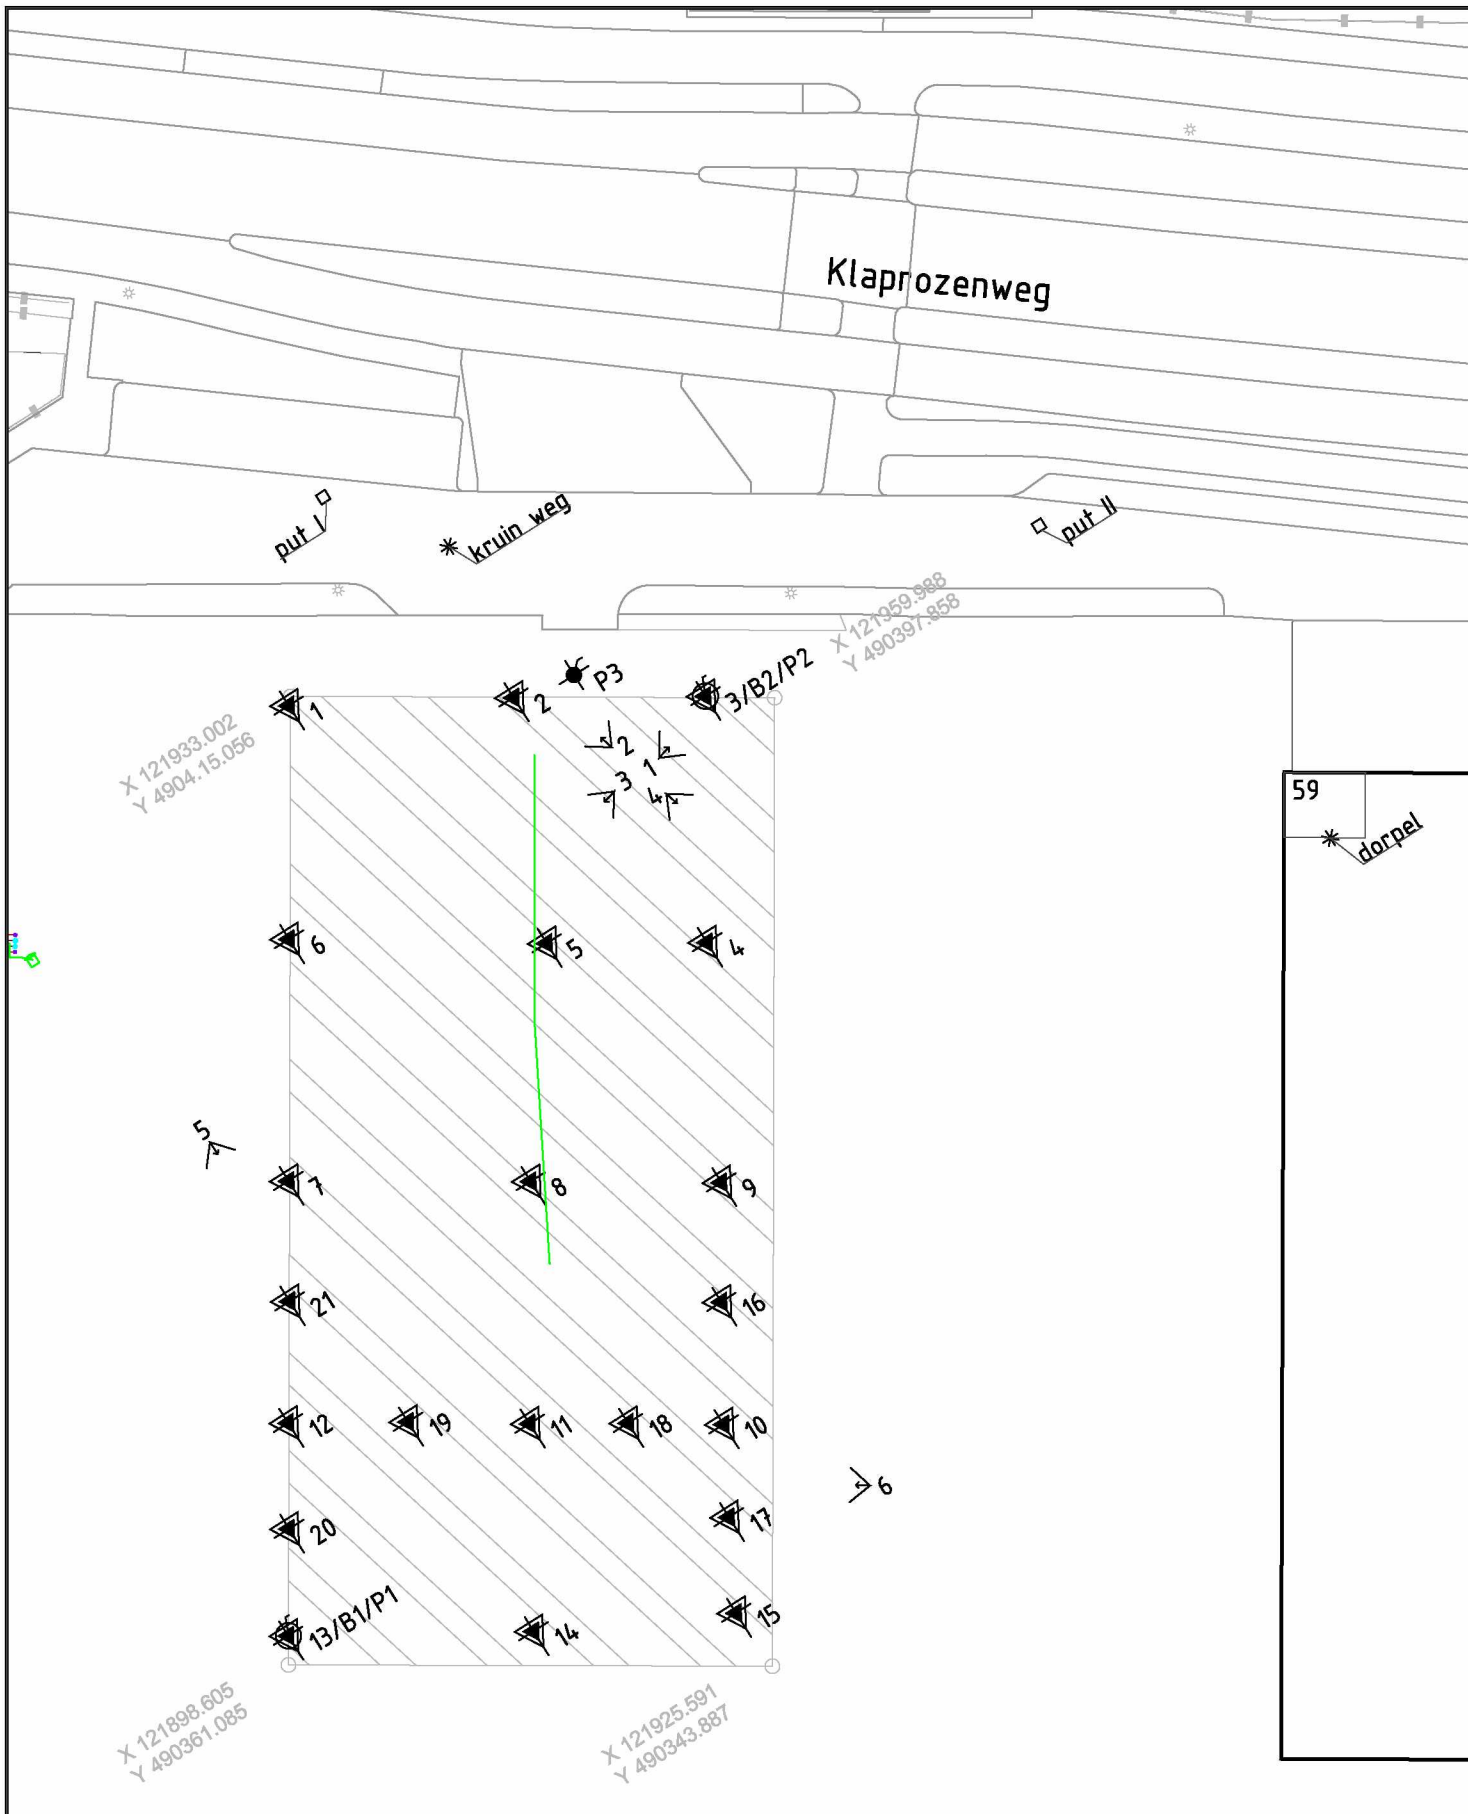 Klaprozenweg
put I
kruin weg
put II
X 121959.988
Y 490397.858
P3
3/B2/P2
1
2
X 121933.002
Y 4904.15.056
2
1
3
4
59
dorpel
6
5
4
5
7
8
9
21
16
12
19
11
18
10
6
17
20
13/B1/P1
14
15
X 121898.605
Y 490361.085
X 121925.591
Y 490343.887